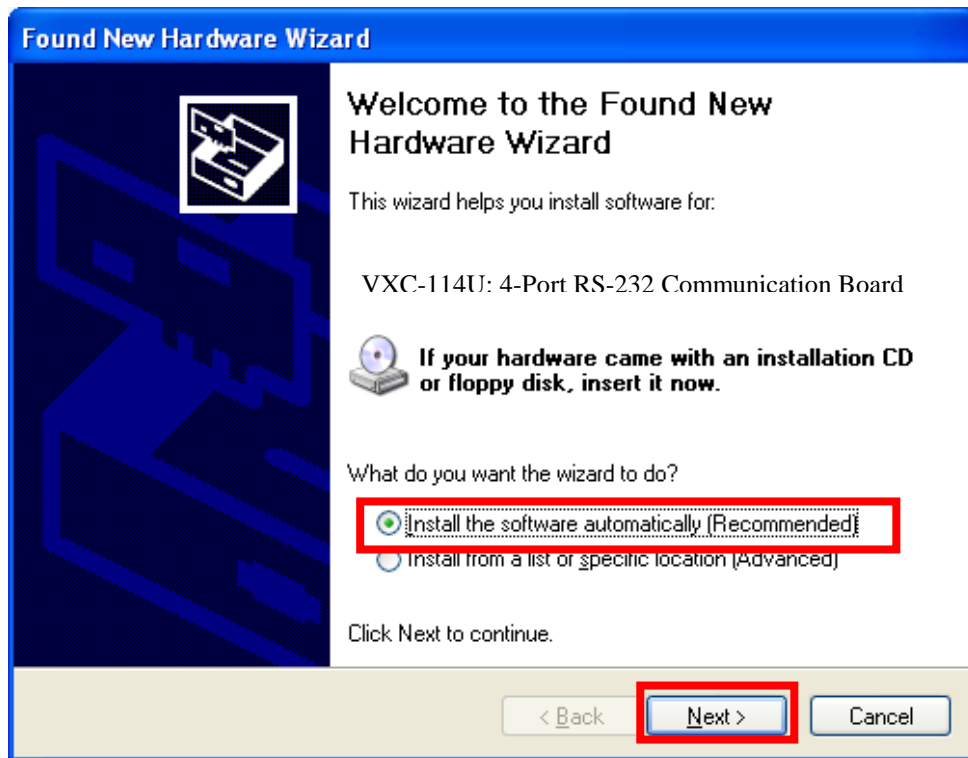 Found New Hardware Wizard
Welcome to the Found New
Hardware Wizard
This wizard helps you install software for:
VXC-114U: 4-Port RS-232 Communication Board
If your hardware came with an installation CD
or floppy disk, insert it now.
What do you want the wizard to do?
Install the software automatically (Recommended)
Install from a list or specific location (Advanced)
Click Next to continue.
< Back Next > Cancel